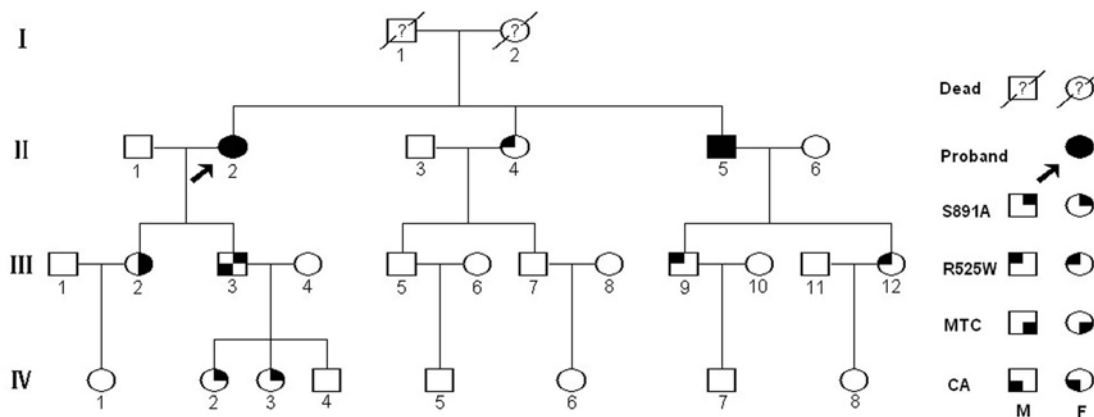 I
? ?
1 2
II
1 2 3 4 5 6
III
1 2 3 4 5 6 7 8 9 10 11 12
IV
1 2 3 4 5 6 7 8
Dead ? ?
Proband
S891A
R525W
MTC
CA
M F